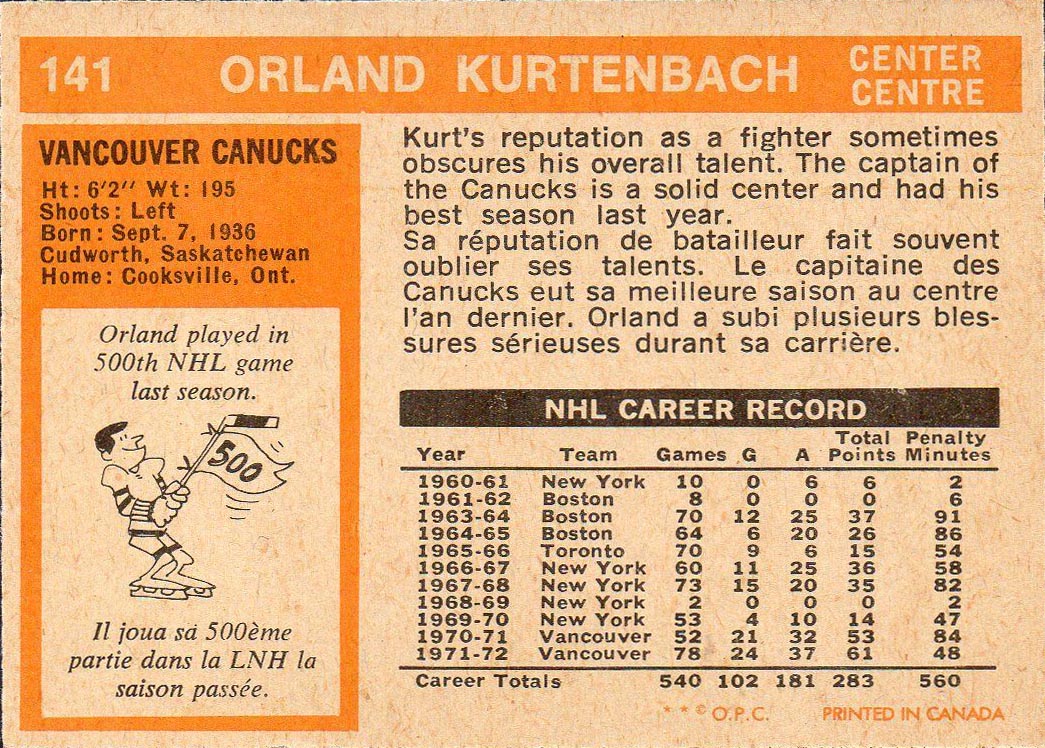 141 ORLAND KURTENBACH CENTER
CENTRE
VANCOUVER CANUCKS
Ht: 6'2" Wt: 195
Shoots: Left
Born: Sept. 7, 1936
Cudworth, Saskatchewan
Home: Cooksville, Ont.
Orland played in
500th NHL game
last season.
500
Il joua sa 500ème
partie dans la LNH la
saison passée.
Kurt's reputation as a fighter sometimes
obscures his overall talent. The captain of
the Canucks is a solid center and had his
best season last year.
Sa réputation de batailleur fait souvent
oublier ses talents. Le capitaine des
Canucks eut sa meilleure saison au centre
l'an dernier. Orland a subi plusieurs bles-
sures sérieuses durant sa carrière.
NHL CAREER RECORD
Total Penalty
Year Team Games G A Points Minutes
1960-61 New York 10 0 6 6 2
1961-62 Boston 8 0 0 0 6
1963-64 Boston 70 12 25 37 91
1964-65 Boston 64 6 20 26 86
1965-66 Toronto 70 9 6 15 54
1966-67 New York 60 11 25 36 58
1967-68 New York 73 15 20 35 82
1968-69 New York 2 0 0 0 2
1969-70 New York 53 4 10 14 47
1970-71 Vancouver 52 21 32 53 84
1971-72 Vancouver 78 24 37 61 48
Career Totals 540 102 181 283 560
* * © O.P.C. PRINTED IN CANADA